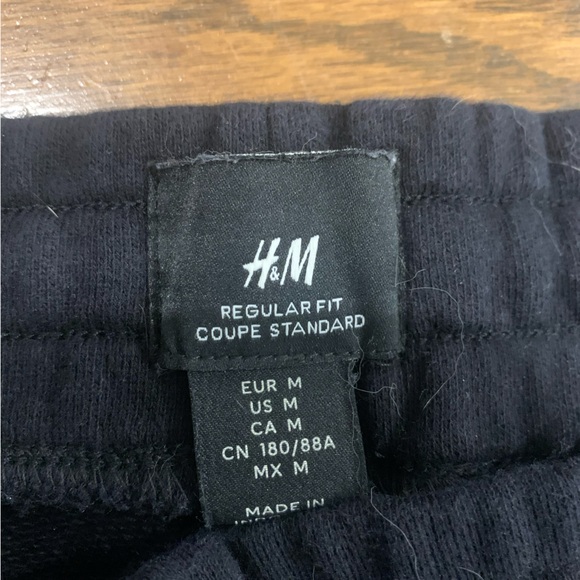 H&M
REGULAR FIT
COUPE STANDARD
EUR M
US M
CA M
CN 180/88A
MX M
MADE IN